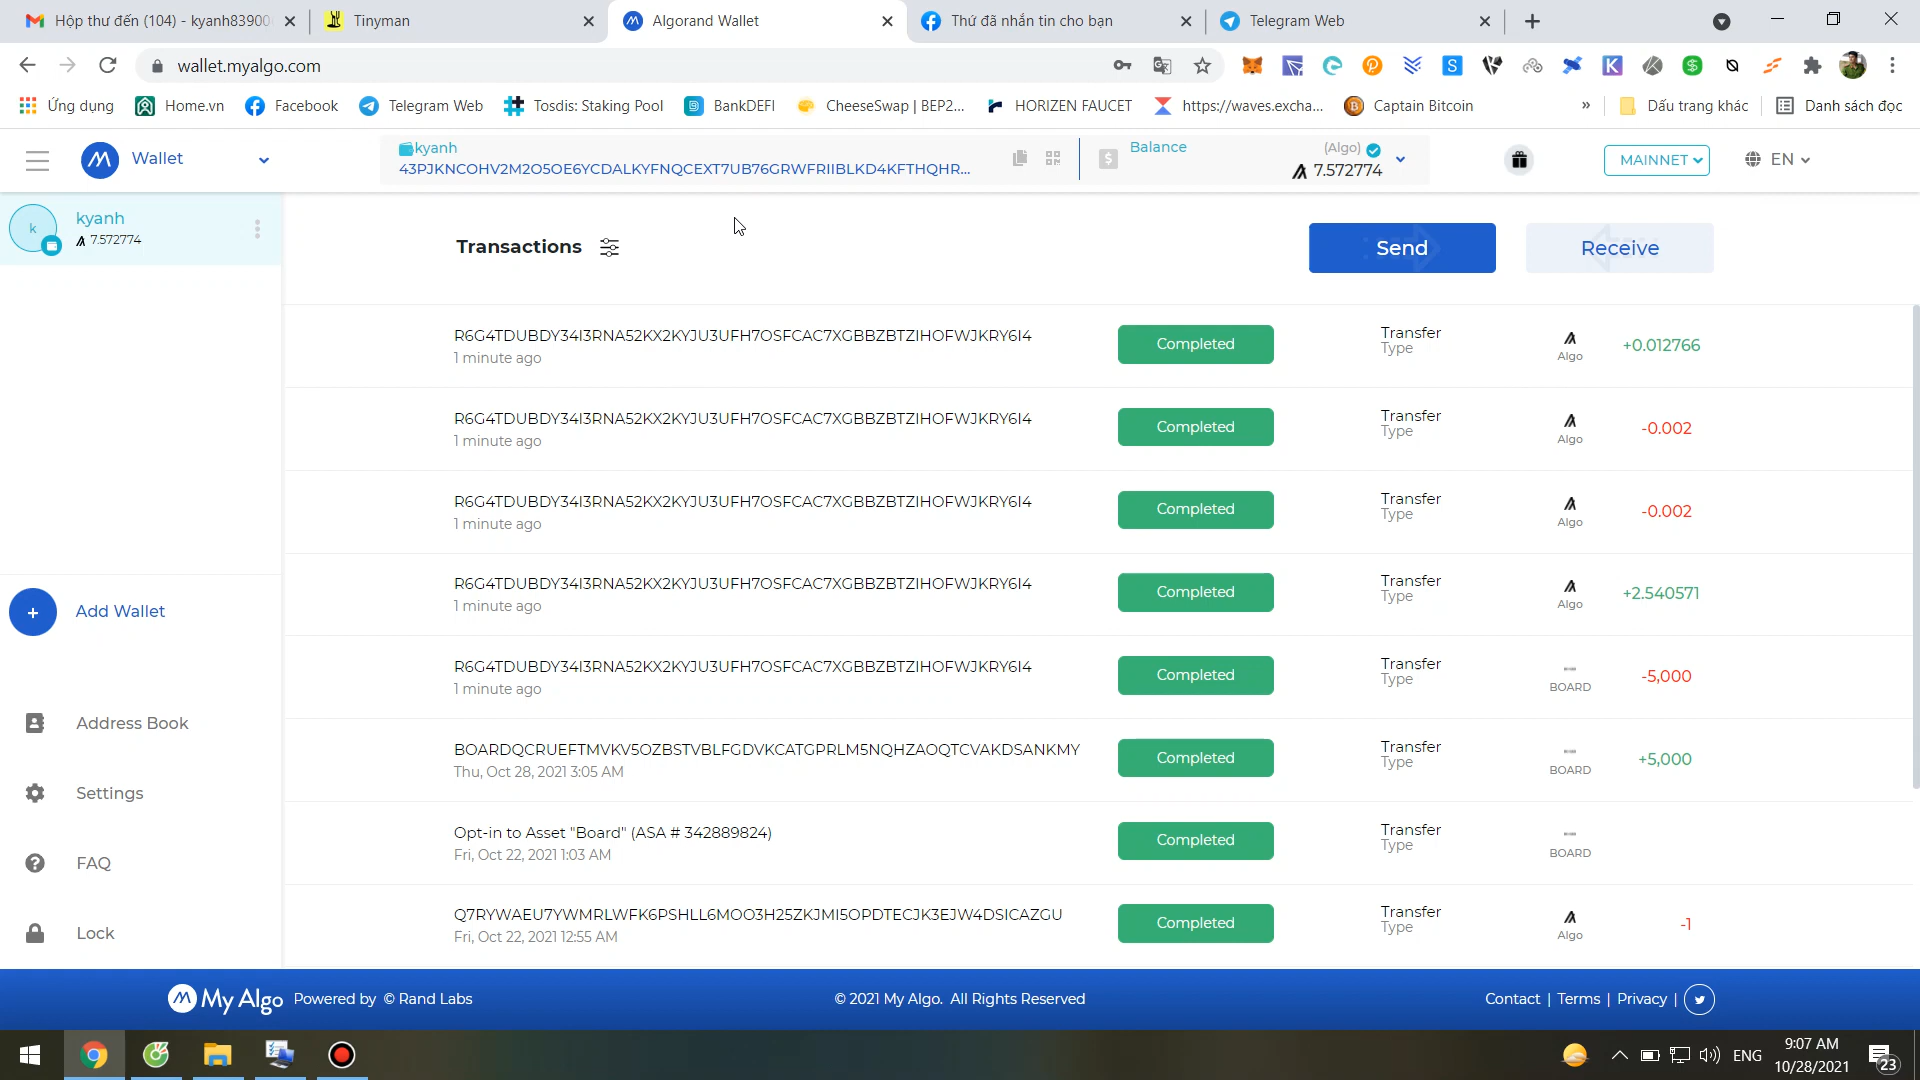 Hộp thư đến (104) - kyanh83900
Tinyman
Algorand Wallet
Thứ đã nhắn tin cho bạn
Telegram Web
wallet.myalgo.com
Ứng dụng
Home.vn
Facebook
Telegram Web
Tosdis: Staking Pool
BankDEFI
CheeseSwap | BEP2...
HORIZEN FAUCET
https://waves.excha...
Captain Bitcoin
»
Dấu trang khác
Danh sách đọc
Wallet
kyanh
43PJKNCOHV2M2O5OE6YCDALKYFNQCEXT7UB76GRWFRIIBLKD4KFTHQHR...
Balance
(Algo)
7.572774
MAINNET
EN
k
kyanh
7.572774
Transactions
Send
Receive
R6G4TDUBDY34I3RNA52KX2KYJU3UFH7OSFCAC7XGBBZBTZIHOFWJKRY6I4
1 minute ago
Completed
Transfer
Type
Algo
+0.012766
R6G4TDUBDY34I3RNA52KX2KYJU3UFH7OSFCAC7XGBBZBTZIHOFWJKRY6I4
1 minute ago
Completed
Transfer
Type
Algo
-0.002
R6G4TDUBDY34I3RNA52KX2KYJU3UFH7OSFCAC7XGBBZBTZIHOFWJKRY6I4
1 minute ago
Completed
Transfer
Type
Algo
-0.002
R6G4TDUBDY34I3RNA52KX2KYJU3UFH7OSFCAC7XGBBZBTZIHOFWJKRY6I4
1 minute ago
Completed
Transfer
Type
Algo
+2.540571
R6G4TDUBDY34I3RNA52KX2KYJU3UFH7OSFCAC7XGBBZBTZIHOFWJKRY6I4
1 minute ago
Completed
Transfer
Type
BOARD
-5,000
BOARDQCRUEFTMVKV5OZBSTVBLFGDVKCATGPRLM5NQHZAOQTCVAKDSANKMY
Thu, Oct 28, 2021 3:05 AM
Completed
Transfer
Type
BOARD
+5,000
Opt-in to Asset "Board" (ASA # 342889824)
Fri, Oct 22, 2021 1:03 AM
Completed
Transfer
Type
BOARD
Q7RYWAEU7YWMRLWFK6PSHLL6MOO3H25ZKJMI5OPDTECJK3EJW4DSICAZGU
Fri, Oct 22, 2021 12:55 AM
Completed
Transfer
Type
Algo
-1
Add Wallet
Address Book
Settings
FAQ
Lock
My Algo Powered by © Rand Labs
© 2021 My Algo. All Rights Reserved
Contact | Terms | Privacy |
ENG
9:07 AM
10/28/2021
23